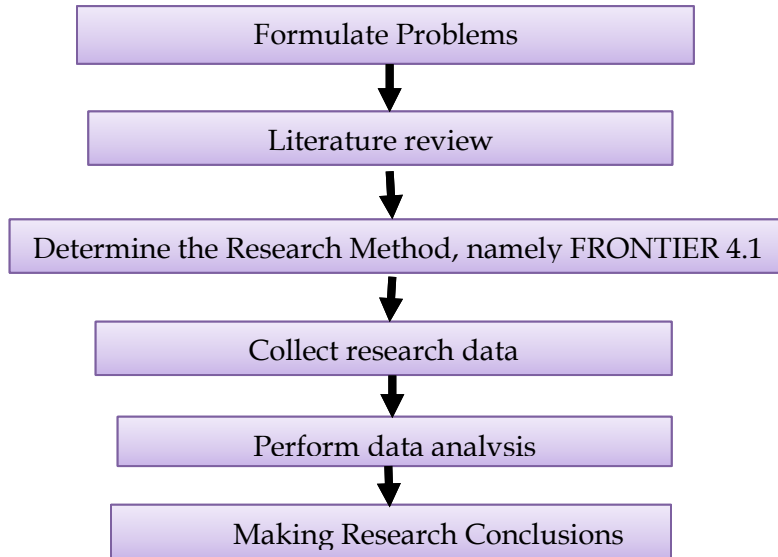 Formulate Problems
Literature review
Determine the Research Method, namely FRONTIER 4.1
Collect research data
Perform data analysis
Making Research Conclusions